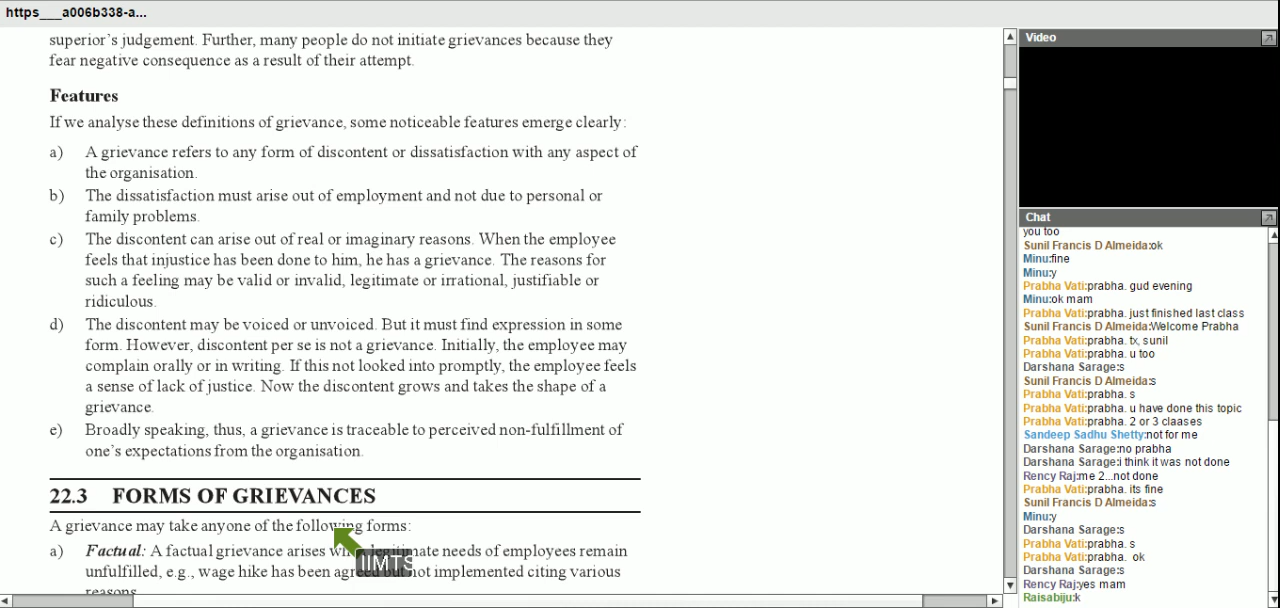 https___a006b338-a...
superior's judgement. Further, many people do not initiate grievances because they
fear negative consequence as a result of their attempt.
Features
If we analyse these definitions of grievance, some noticeable features emerge clearly:
a) A grievance refers to any form of discontent or dissatisfaction with any aspect of
the organisation.
b) The dissatisfaction must arise out of employment and not due to personal or
family problems.
c) The discontent can arise out of real or imaginary reasons. When the employee
feels that injustice has been done to him, he has a grievance. The reasons for
such a feeling may be valid or invalid, legitimate or irrational, justifiable or
ridiculous.
d) The discontent may be voiced or unvoiced. But it must find expression in some
form. However, discontent per se is not a grievance. Initially, the employee may
complain orally or in writing. If this not looked into promptly, the employee feels
a sense of lack of justice. Now the discontent grows and takes the shape of a
grievance.
e) Broadly speaking, thus, a grievance is traceable to perceived non-fulfillment of
one's expectations from the organisation.
22.3 FORMS OF GRIEVANCES
A grievance may take anyone of the following forms:
a) Factual: A factual grievance arises when legitimate needs of employees remain
unfulfilled, e.g., wage hike has been agreed but not implemented citing various
reasons
IIMTS
Video
Chat
you too
Sunil Francis D Almeida:ok
Minu:fine
Minu:y
Prabha Vati:prabha. gud evening
Minu:ok mam
Prabha Vati:prabha. just finished last class
Sunil Francis D Almeida:Welcome Prabha
Prabha Vati:prabha. tx, sunil
Prabha Vati:prabha. u too
Darshana Sarage:s
Sunil Francis D Almeida:s
Prabha Vati:prabha. s
Prabha Vati:prabha. u have done this topic
Prabha Vati:prabha. 2 or 3 claases
Sandeep Sadhu Shetty:not for me
Darshana Sarage:no prabha
Darshana Sarage:i think it was not done
Rency Raj:me 2...not done
Prabha Vati:prabha. its fine
Sunil Francis D Almeida:s
Minu:y
Darshana Sarage:s
Prabha Vati:prabha. s
Prabha Vati:prabha. ok
Darshana Sarage:s
Rency Raj:yes mam
Raisabiju:k